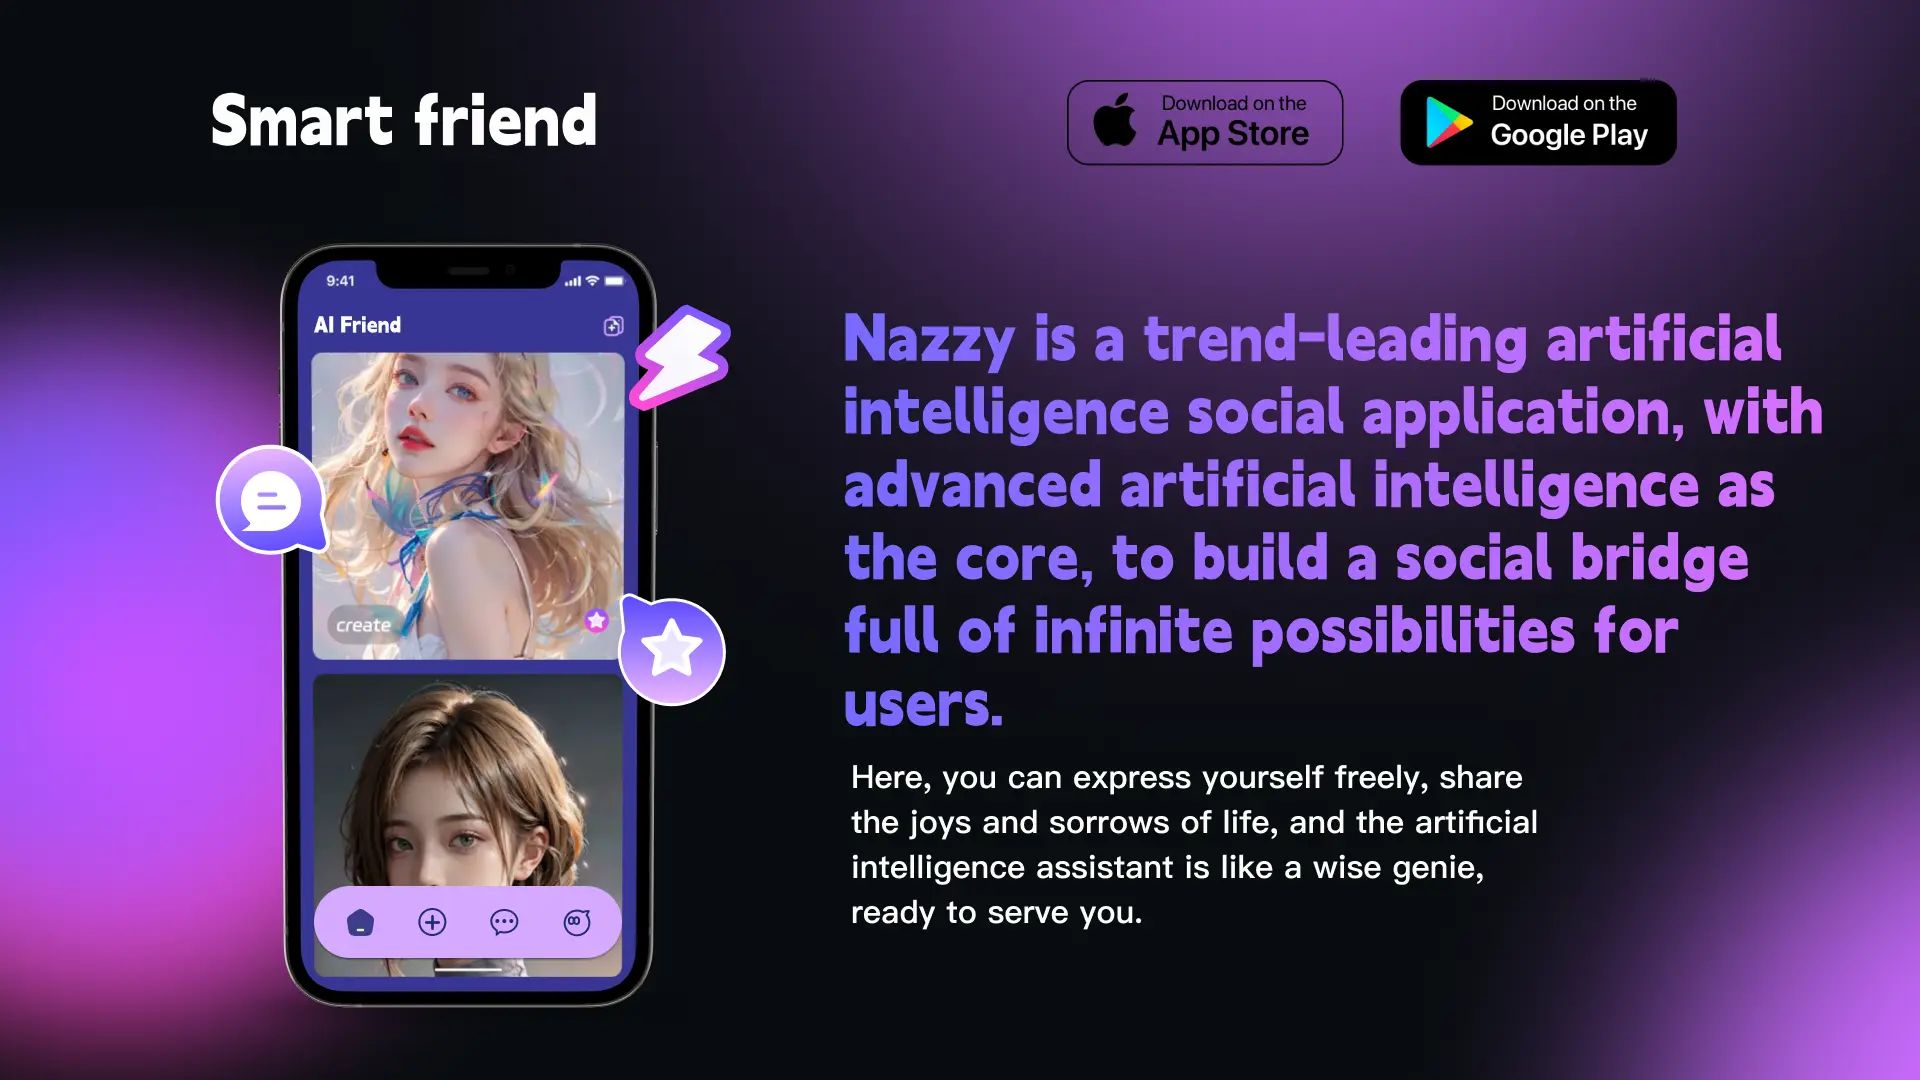 Smart friend
Download on the
App Store
Download on the
Google Play
9:41
AI Friend
create
Nazzy is a trend-leading artificial
intelligence social application, with
advanced artificial intelligence as
the core, to build a social bridge
full of infinite possibilities for
users.
Here, you can express yourself freely, share
the joys and sorrows of life, and the artificial
intelligence assistant is like a wise genie,
ready to serve you.